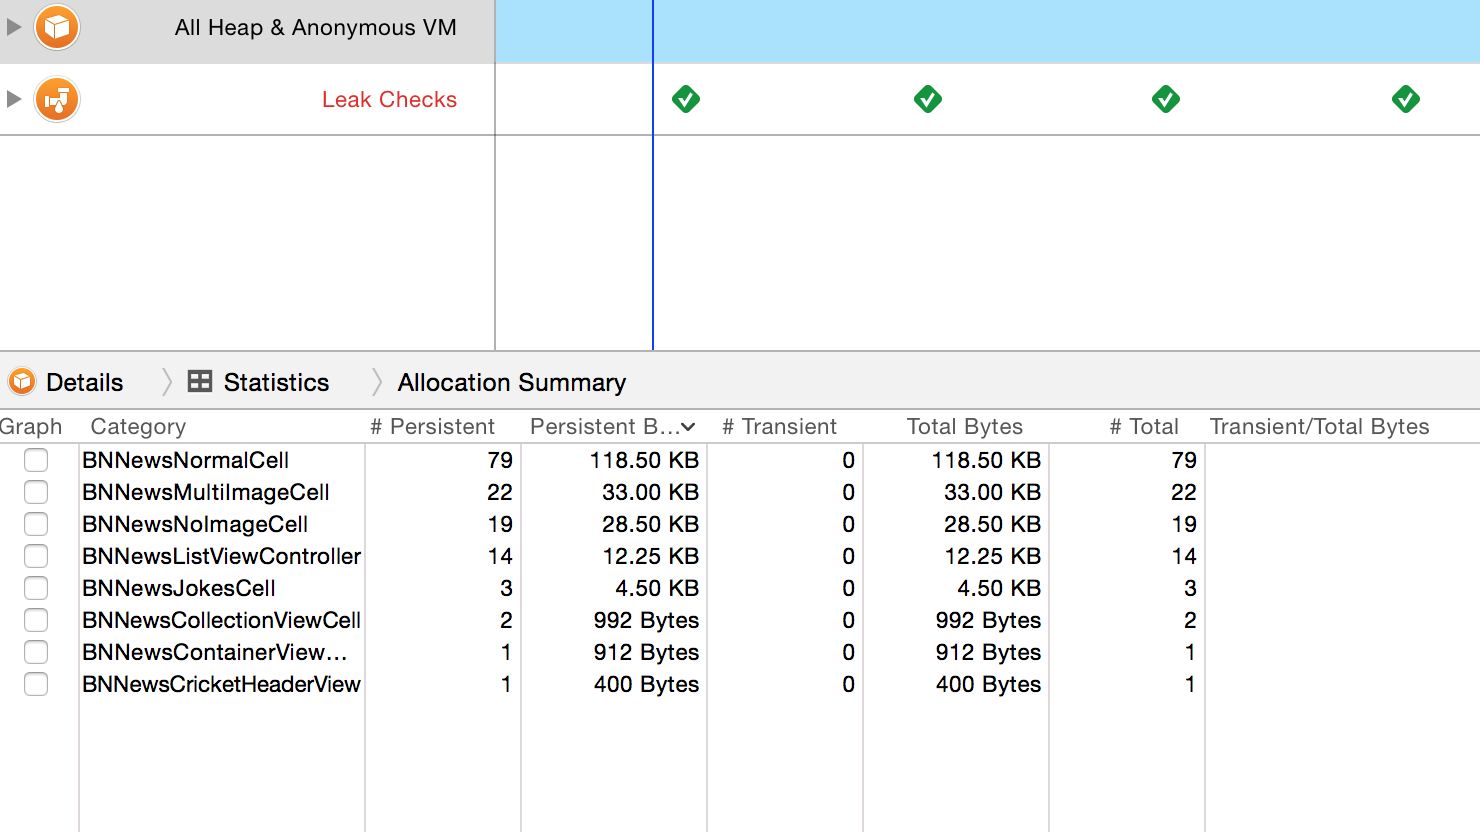 All Heap & Anonymous VM
Leak Checks
Details Statistics Allocation Summary
Graph Category # Persistent Persistent B... # Transient Total Bytes # Total Transient/Total Bytes
BNNewsNormalCell 79 118.50 KB 0 118.50 KB 79
BNNewsMultiImageCell 22 33.00 KB 0 33.00 KB 22
BNNewsNoImageCell 19 28.50 KB 0 28.50 KB 19
BNNewsListViewController 14 12.25 KB 0 12.25 KB 14
BNNewsJokesCell 3 4.50 KB 0 4.50 KB 3
BNNewsCollectionViewCell 2 992 Bytes 0 992 Bytes 2
BNNewsContainerView... 1 912 Bytes 0 912 Bytes 1
BNNewsCricketHeaderView 1 400 Bytes 0 400 Bytes 1